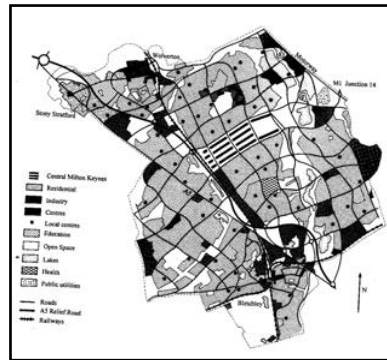 Wolverton
Motorway
M1 Junction 14
Stony Stratford
Central Milton Keynes
Residential
Industry
Centres
Local centres
Education
Open Space
Lakes
Health
Public utilities
Roads
A5 Relief Road
Railways
Bletchley
N